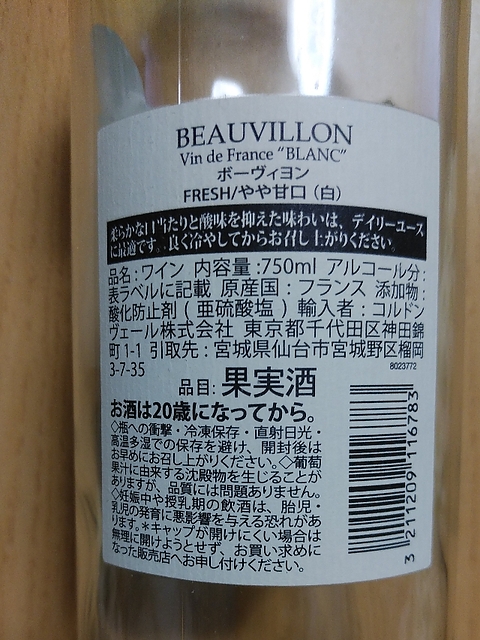 BEAUVILLON
Vin de France "BLANC"
ボーヴィヨン
FRESH/やや甘口 (白)
柔らかな口当たりと酸味を抑えた味わいは、デイリーユース
に最適です。良く冷やしてからお召し上がりください。
品名:ワイン 内容量:750ml アルコール分:
表ラベルに記載 原産国:フランス 添加物:
酸化防止剤(亜硫酸塩) 輸入者:コルドン
ヴェール株式会社 東京都千代田区神田錦
町1-1 引取先:宮城県仙台市宮城野区榴岡
3-7-35
8023772
品目:果実酒
お酒は20歳になってから。
◇瓶への衝撃・冷凍保存・直射日光・
高温多湿での保存を避け、開封後は
お早めにお召し上がりください。◇葡萄
果汁に由来する沈殿物を生じることが
ありますが、品質には問題ありません。
◇妊娠中や授乳期の飲酒は、胎児・
乳児の発育に悪影響を与える恐れがあ
ります。*キャップが開けにくい場合は
無理に開けようとせず、お買い求めに
なった販売店へお申し付けください。
3 211209 116783